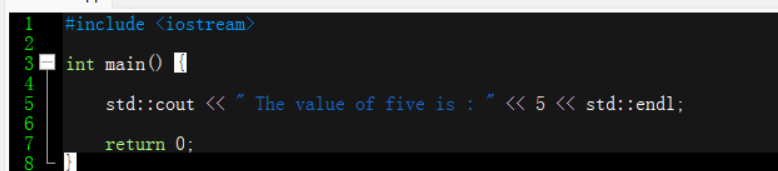 1 #include <iostream>
2
3 int main() {
4
5 std::cout << " The value of five is : " << 5 << std::endl;
6
7 return 0;
8 }